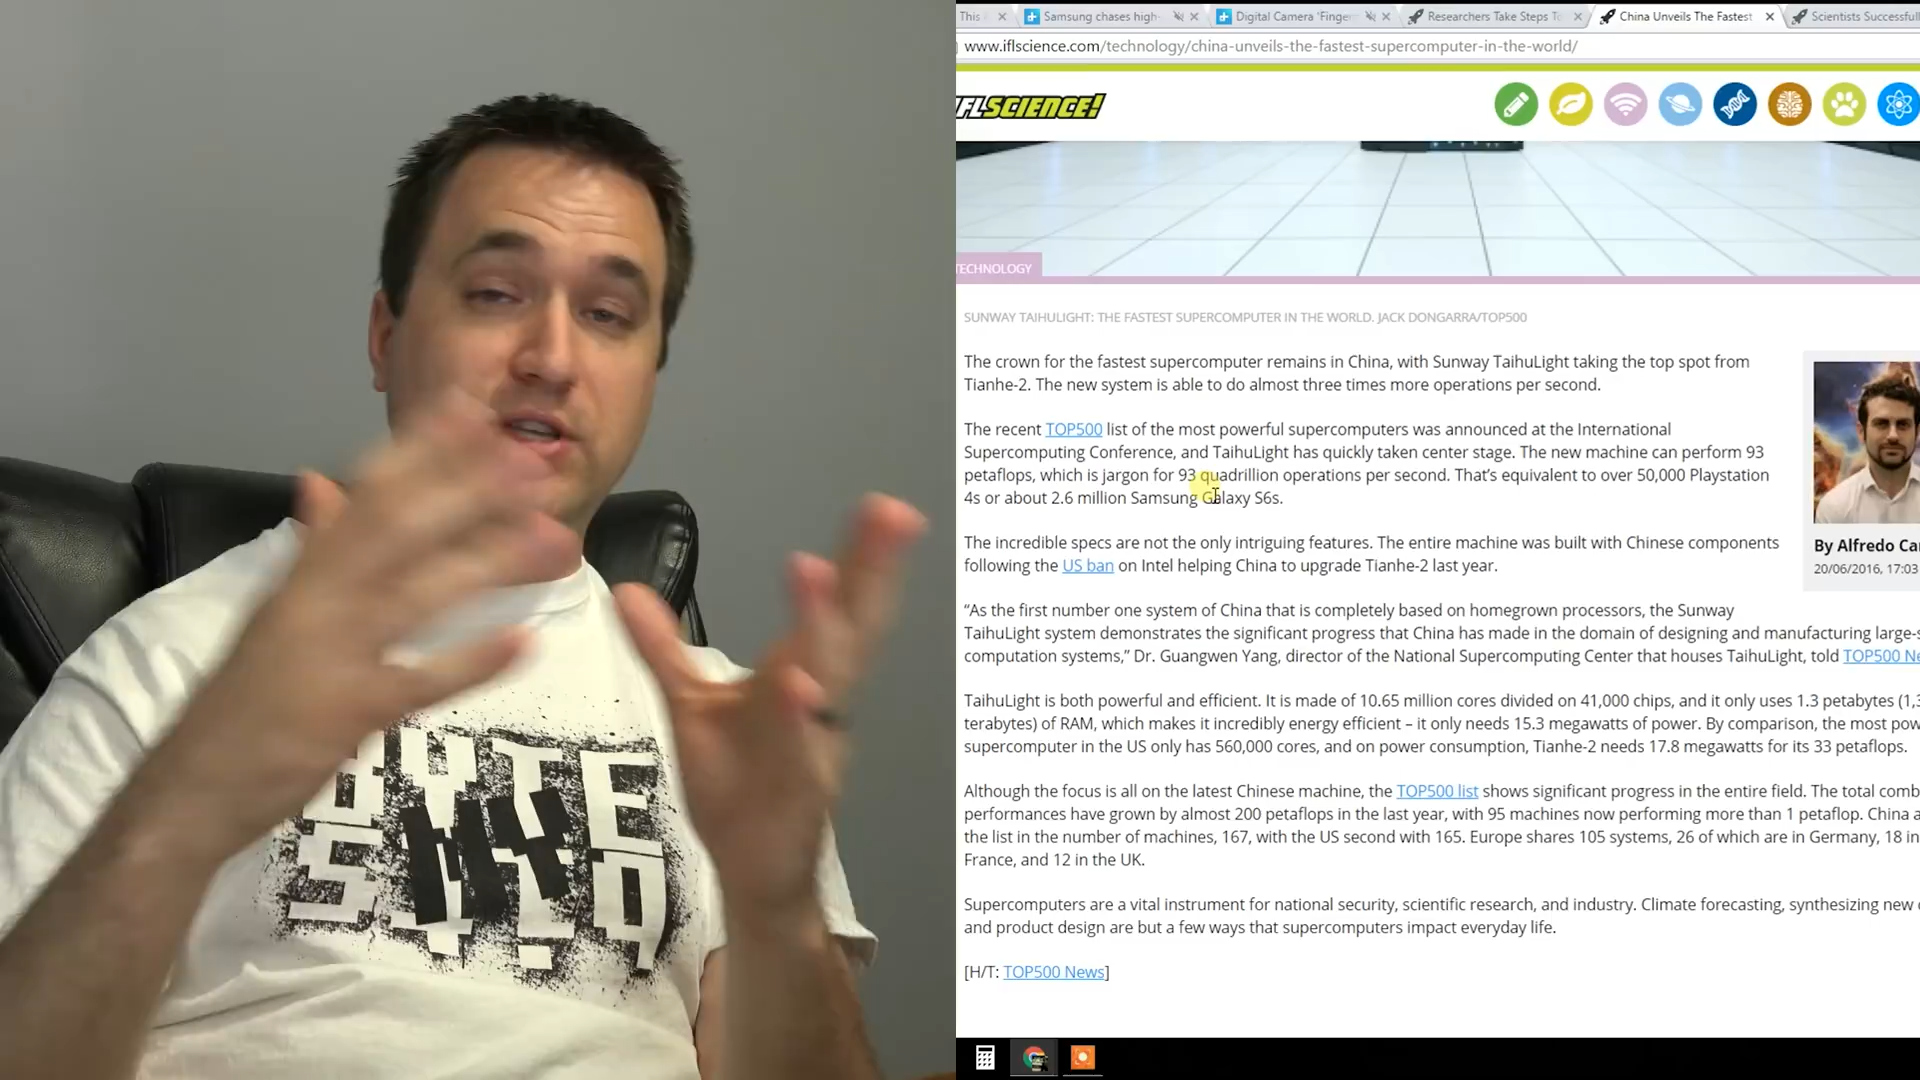 This
Samsung chases high-
Digital Camera 'Finger
Researchers Take Steps To
China Unveils The Fastest
Scientists Successfull
www.iflscience.com/technology/china-unveils-the-fastest-supercomputer-in-the-world/
IFLSCIENCE!
TECHNOLOGY
SUNWAY TAIHULIGHT: THE FASTEST SUPERCOMPUTER IN THE WORLD. JACK DONGARRA/TOP500
The crown for the fastest supercomputer remains in China, with Sunway TaihuLight taking the top spot from
Tianhe-2. The new system is able to do almost three times more operations per second.
The recent TOP500 list of the most powerful supercomputers was announced at the International
Supercomputing Conference, and TaihuLight has quickly taken center stage. The new machine can perform 93
petaflops, which is jargon for 93 quadrillion operations per second. That's equivalent to over 50,000 Playstation
4s or about 2.6 million Samsung Galaxy S6s.
The incredible specs are not the only intriguing features. The entire machine was built with Chinese components
following the US ban on Intel helping China to upgrade Tianhe-2 last year.
By Alfredo Car
20/06/2016, 17:03
“As the first number one system of China that is completely based on homegrown processors, the Sunway
TaihuLight system demonstrates the significant progress that China has made in the domain of designing and manufacturing large-s
computation systems,” Dr. Guangwen Yang, director of the National Supercomputing Center that houses TaihuLight, told TOP500 Ne
TaihuLight is both powerful and efficient. It is made of 10.65 million cores divided on 41,000 chips, and it only uses 1.3 petabytes (1,3
terabytes) of RAM, which makes it incredibly energy efficient – it only needs 15.3 megawatts of power. By comparison, the most pow
supercomputer in the US only has 560,000 cores, and on power consumption, Tianhe-2 needs 17.8 megawatts for its 33 petaflops.
Although the focus is all on the latest Chinese machine, the TOP500 list shows significant progress in the entire field. The total comb
performances have grown by almost 200 petaflops in the last year, with 95 machines now performing more than 1 petaflop. China a
the list in the number of machines, 167, with the US second with 165. Europe shares 105 systems, 26 of which are in Germany, 18 in
France, and 12 in the UK.
Supercomputers are a vital instrument for national security, scientific research, and industry. Climate forecasting, synthesizing new
and product design are but a few ways that supercomputers impact everyday life.
[H/T: TOP500 News]
BYTE